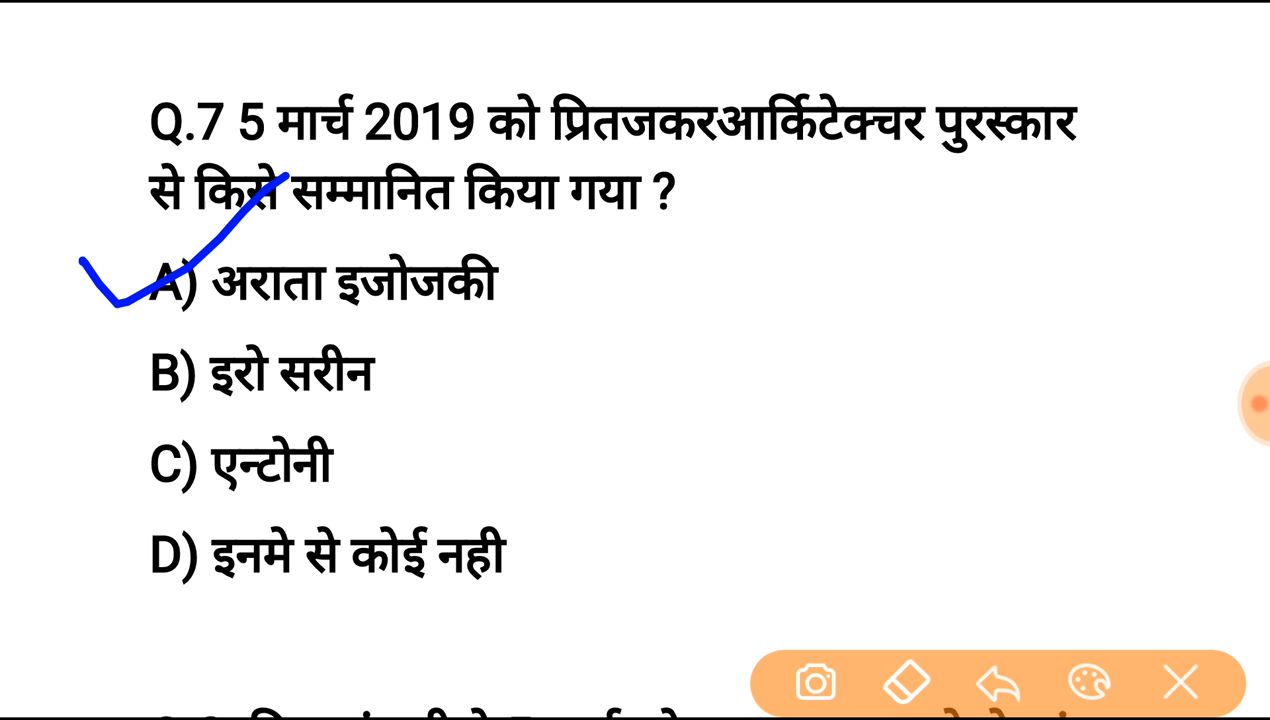 Q.7 5 मार्च 2019 को प्रितजकरआर्किटेक्चर पुरस्कार
से किसे सम्मानित किया गया ?
A) अराता इजोजकी
B) इरो सरीन
C) एन्टोनी
D) इनमे से कोई नही